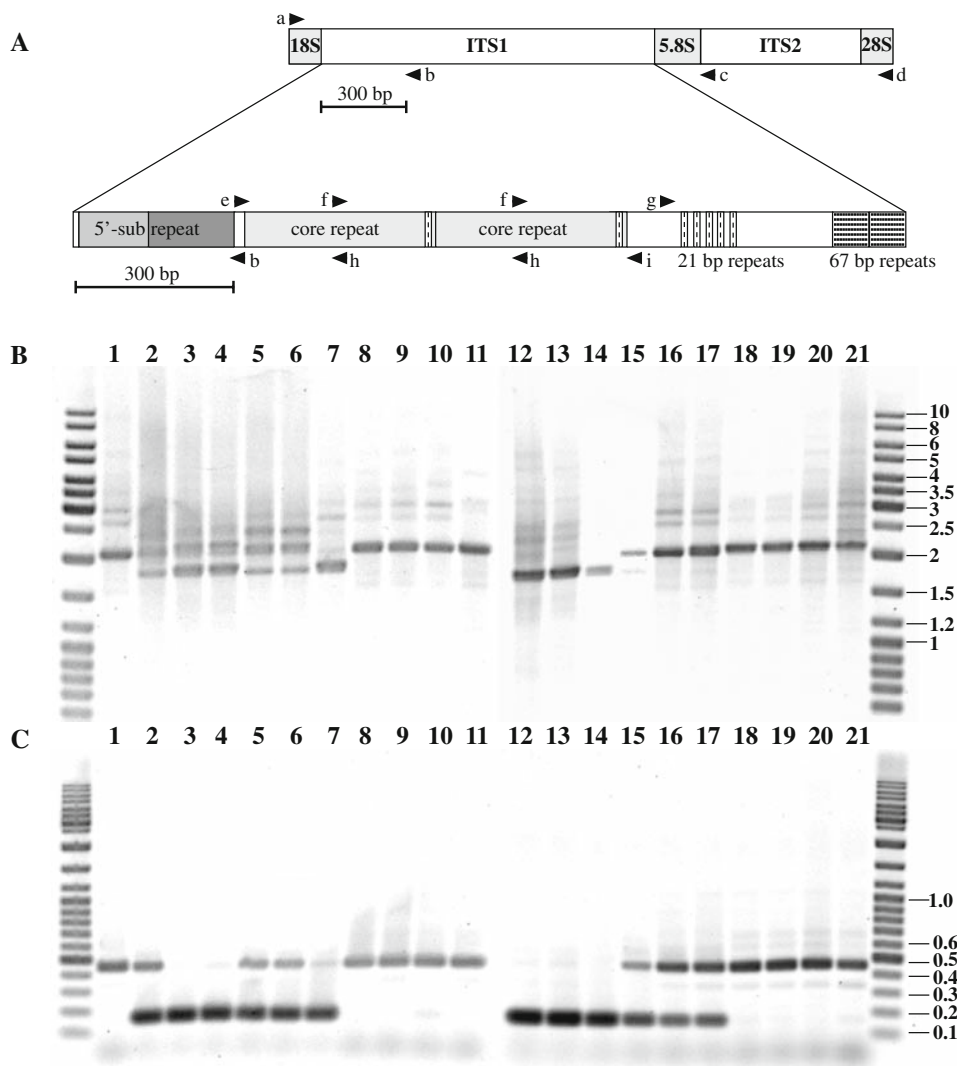 A
a
18S ITS1 5.8S ITS2 28S
b c d
300 bp
e f f g
5'-sub repeat core repeat core repeat
b h h i 21 bp repeats 67 bp repeats
300 bp
B
1 2 3 4 5 6 7 8 9 10 11 12 13 14 15 16 17 18 19 20 21
10
8
6
5
4
3.5
3
2.5
2
1.5
1.2
1
C
1 2 3 4 5 6 7 8 9 10 11 12 13 14 15 16 17 18 19 20 21
1.0
0.6
0.5
0.4
0.3
0.2
0.1